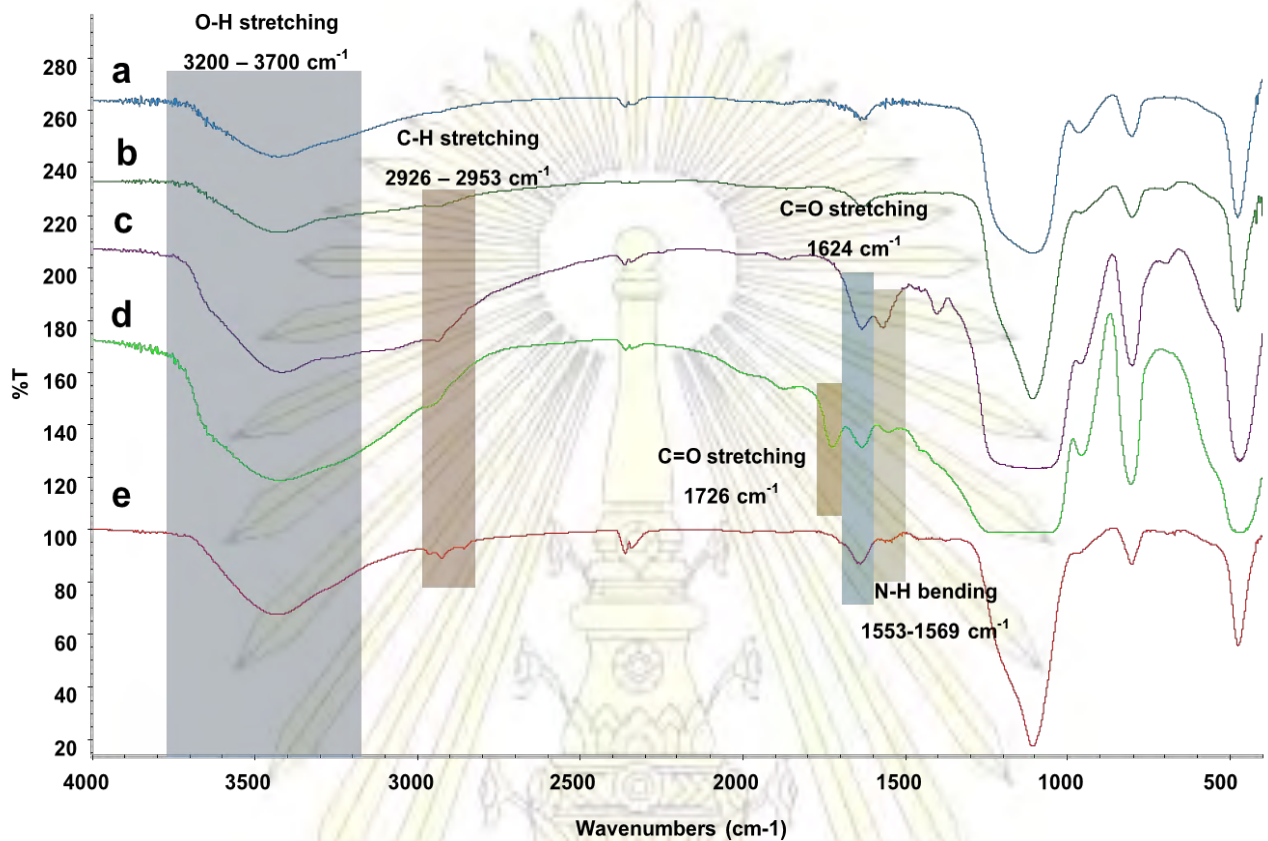 O-H stretching
3200 – 3700 cm⁻¹
C-H stretching
2926 – 2953 cm⁻¹
C=O stretching
1624 cm⁻¹
C=O stretching
1726 cm⁻¹
N-H bending
1553-1569 cm⁻¹
a
b
c
d
e
280
260
240
220
200
180
160
140
120
100
80
60
40
20
%T
4000 3500 3000 2500 2000 1500 1000 500
Wavenumbers (cm-1)